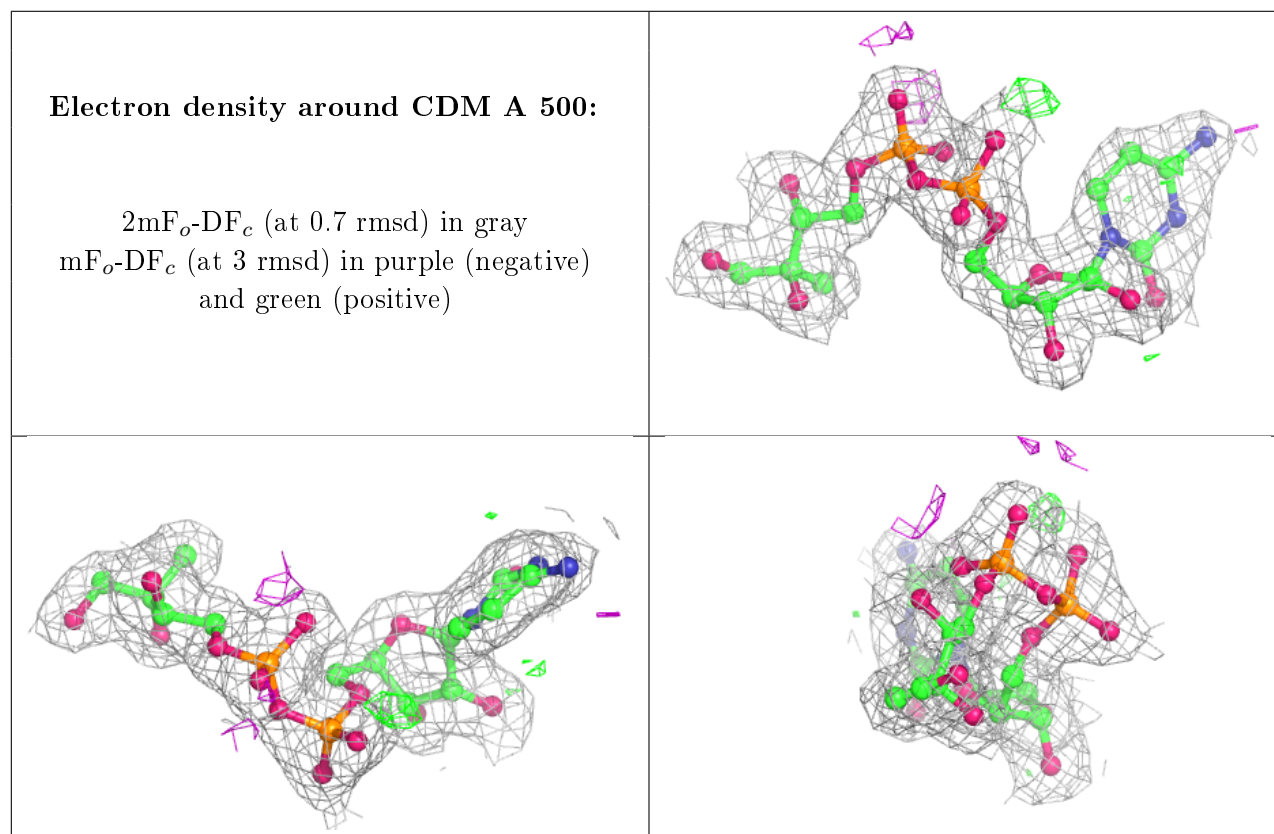 Electron density around CDM A 500:
2mFo-DFc (at 0.7 rmsd) in gray
mFo-DFc (at 3 rmsd) in purple (negative)
and green (positive)